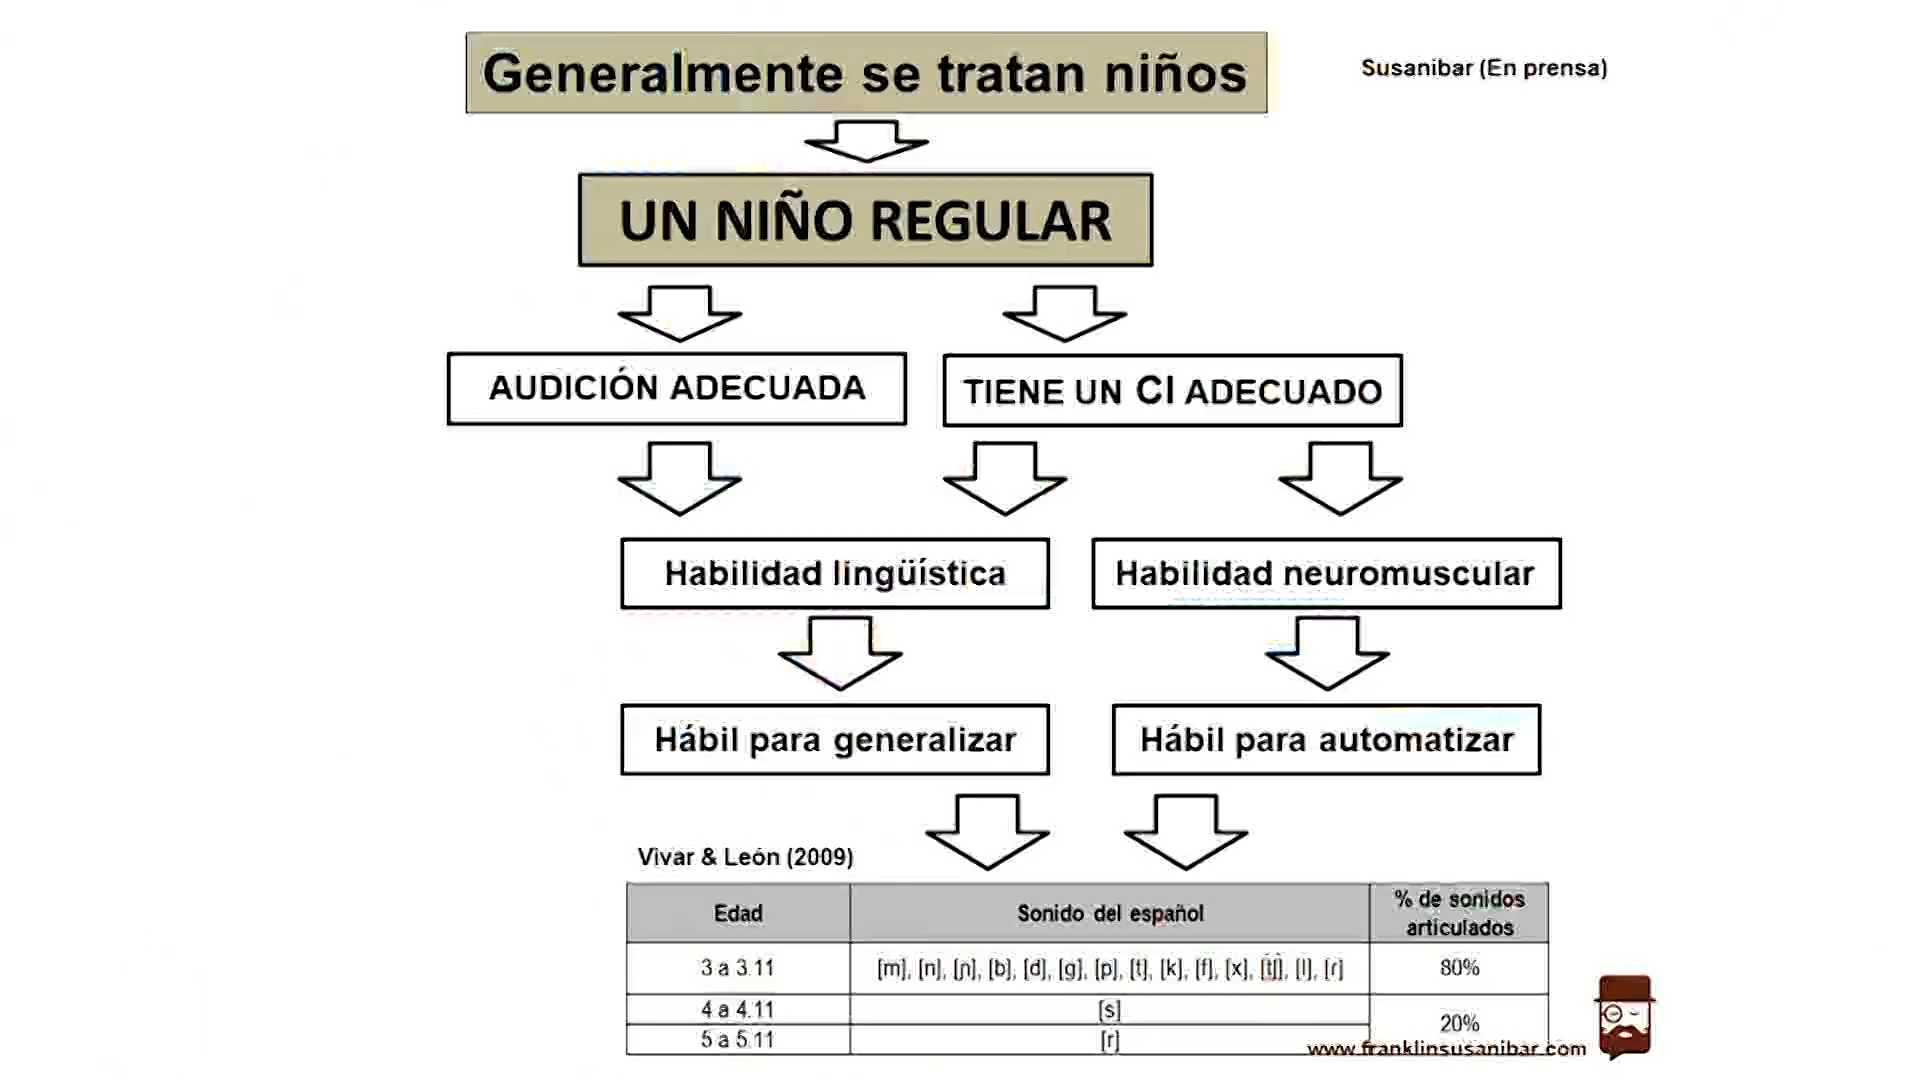 Generalmente se tratan niños
Susanibar (En prensa)
UN NIÑO REGULAR
AUDICIÓN ADECUADA
TIENE UN CI ADECUADO
Habilidad lingüística
Habilidad neuromuscular
Hábil para generalizar
Hábil para automatizar
Vivar & León (2009)
Edad
Sonido del español
% de sonidos
articulados
3 a 3.11
[m], [n], [ɲ], [b], [d], [g], [p], [t], [k], [f], [x], [tʃ], [l], [ɾ]
80%
4 a 4.11
[s]
20%
5 a 5.11
[r]
www.franklinsusanibar.com